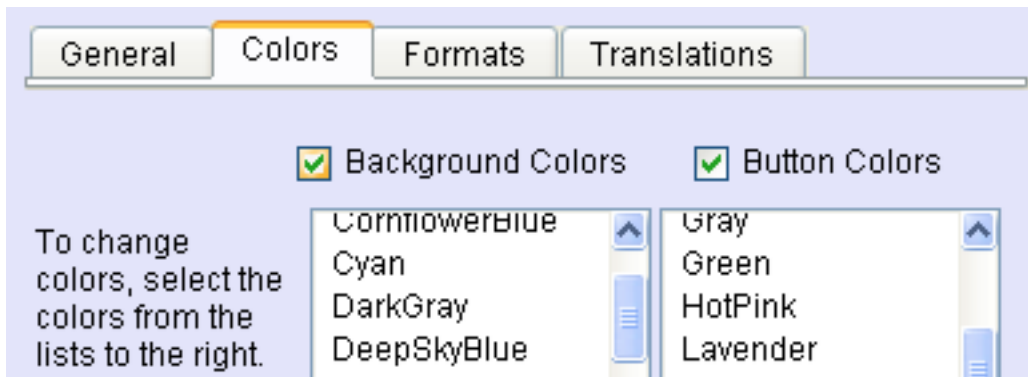 General Colors Formats Translations
Background Colors Button Colors
To change
colors, select the
colors from the
lists to the right.
CornflowerBlue
Cyan
DarkGray
DeepSkyBlue
Gray
Green
HotPink
Lavender